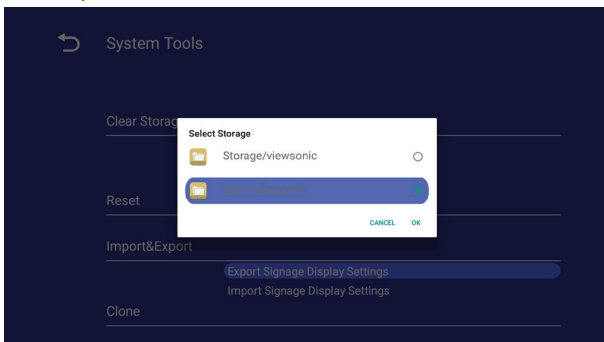 System Tools
Clear Storag
Select Storage
Storage/viewsonic
Reset
CANCEL OK
Import&Export
Export Signage Display Settings
Import Signage Display Settings
Clone